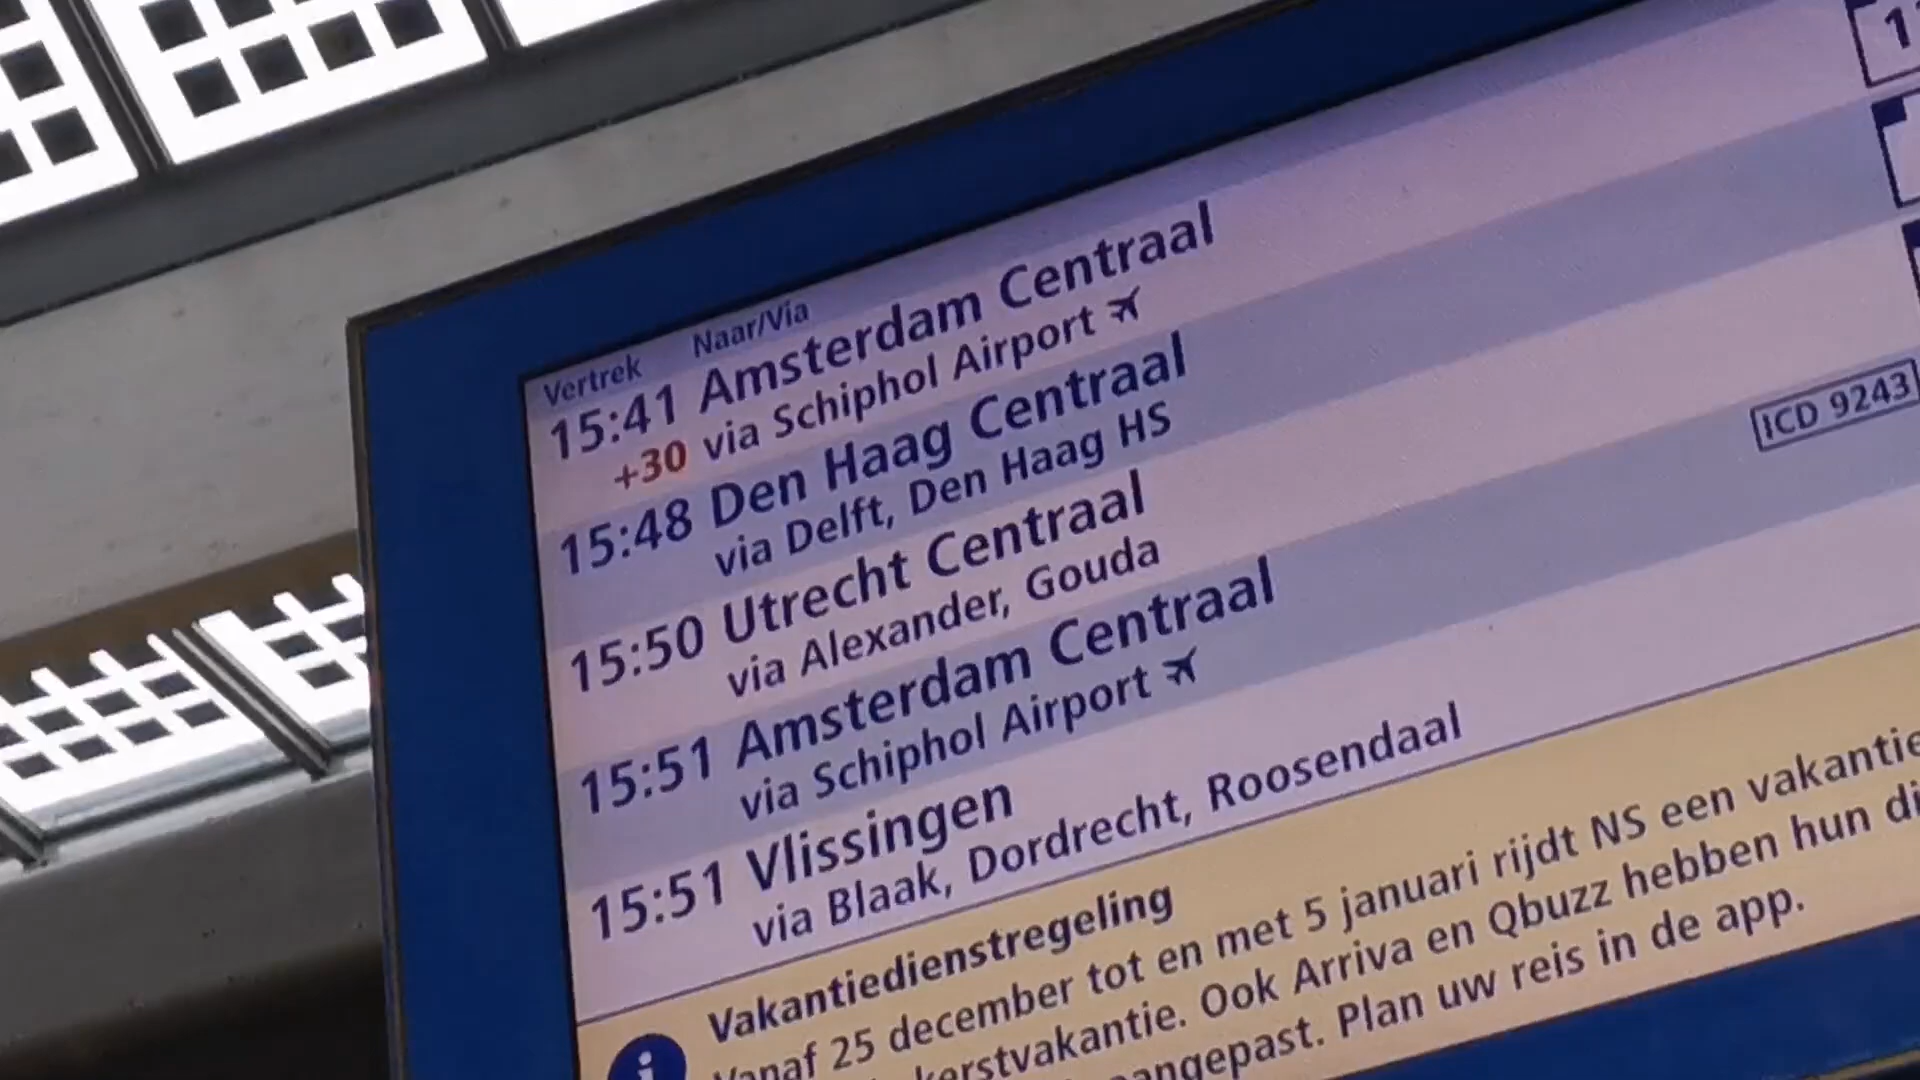 Vertrek Naar/Via
15:41 Amsterdam Centraal
+30 via Schiphol Airport
15:48 Den Haag Centraal
via Delft, Den Haag HS
15:50 Utrecht Centraal
via Alexander, Gouda
15:51 Amsterdam Centraal ICD 9243
via Schiphol Airport
15:51 Vlissingen
via Blaak, Dordrecht, Roosendaal
Vakantiedienstregeling
Vanaf 25 december tot en met 5 januari rijdt NS een vakantie
kerstvakantie. Ook Arriva en Qbuzz hebben hun
aangepast. Plan uw reis in de app.